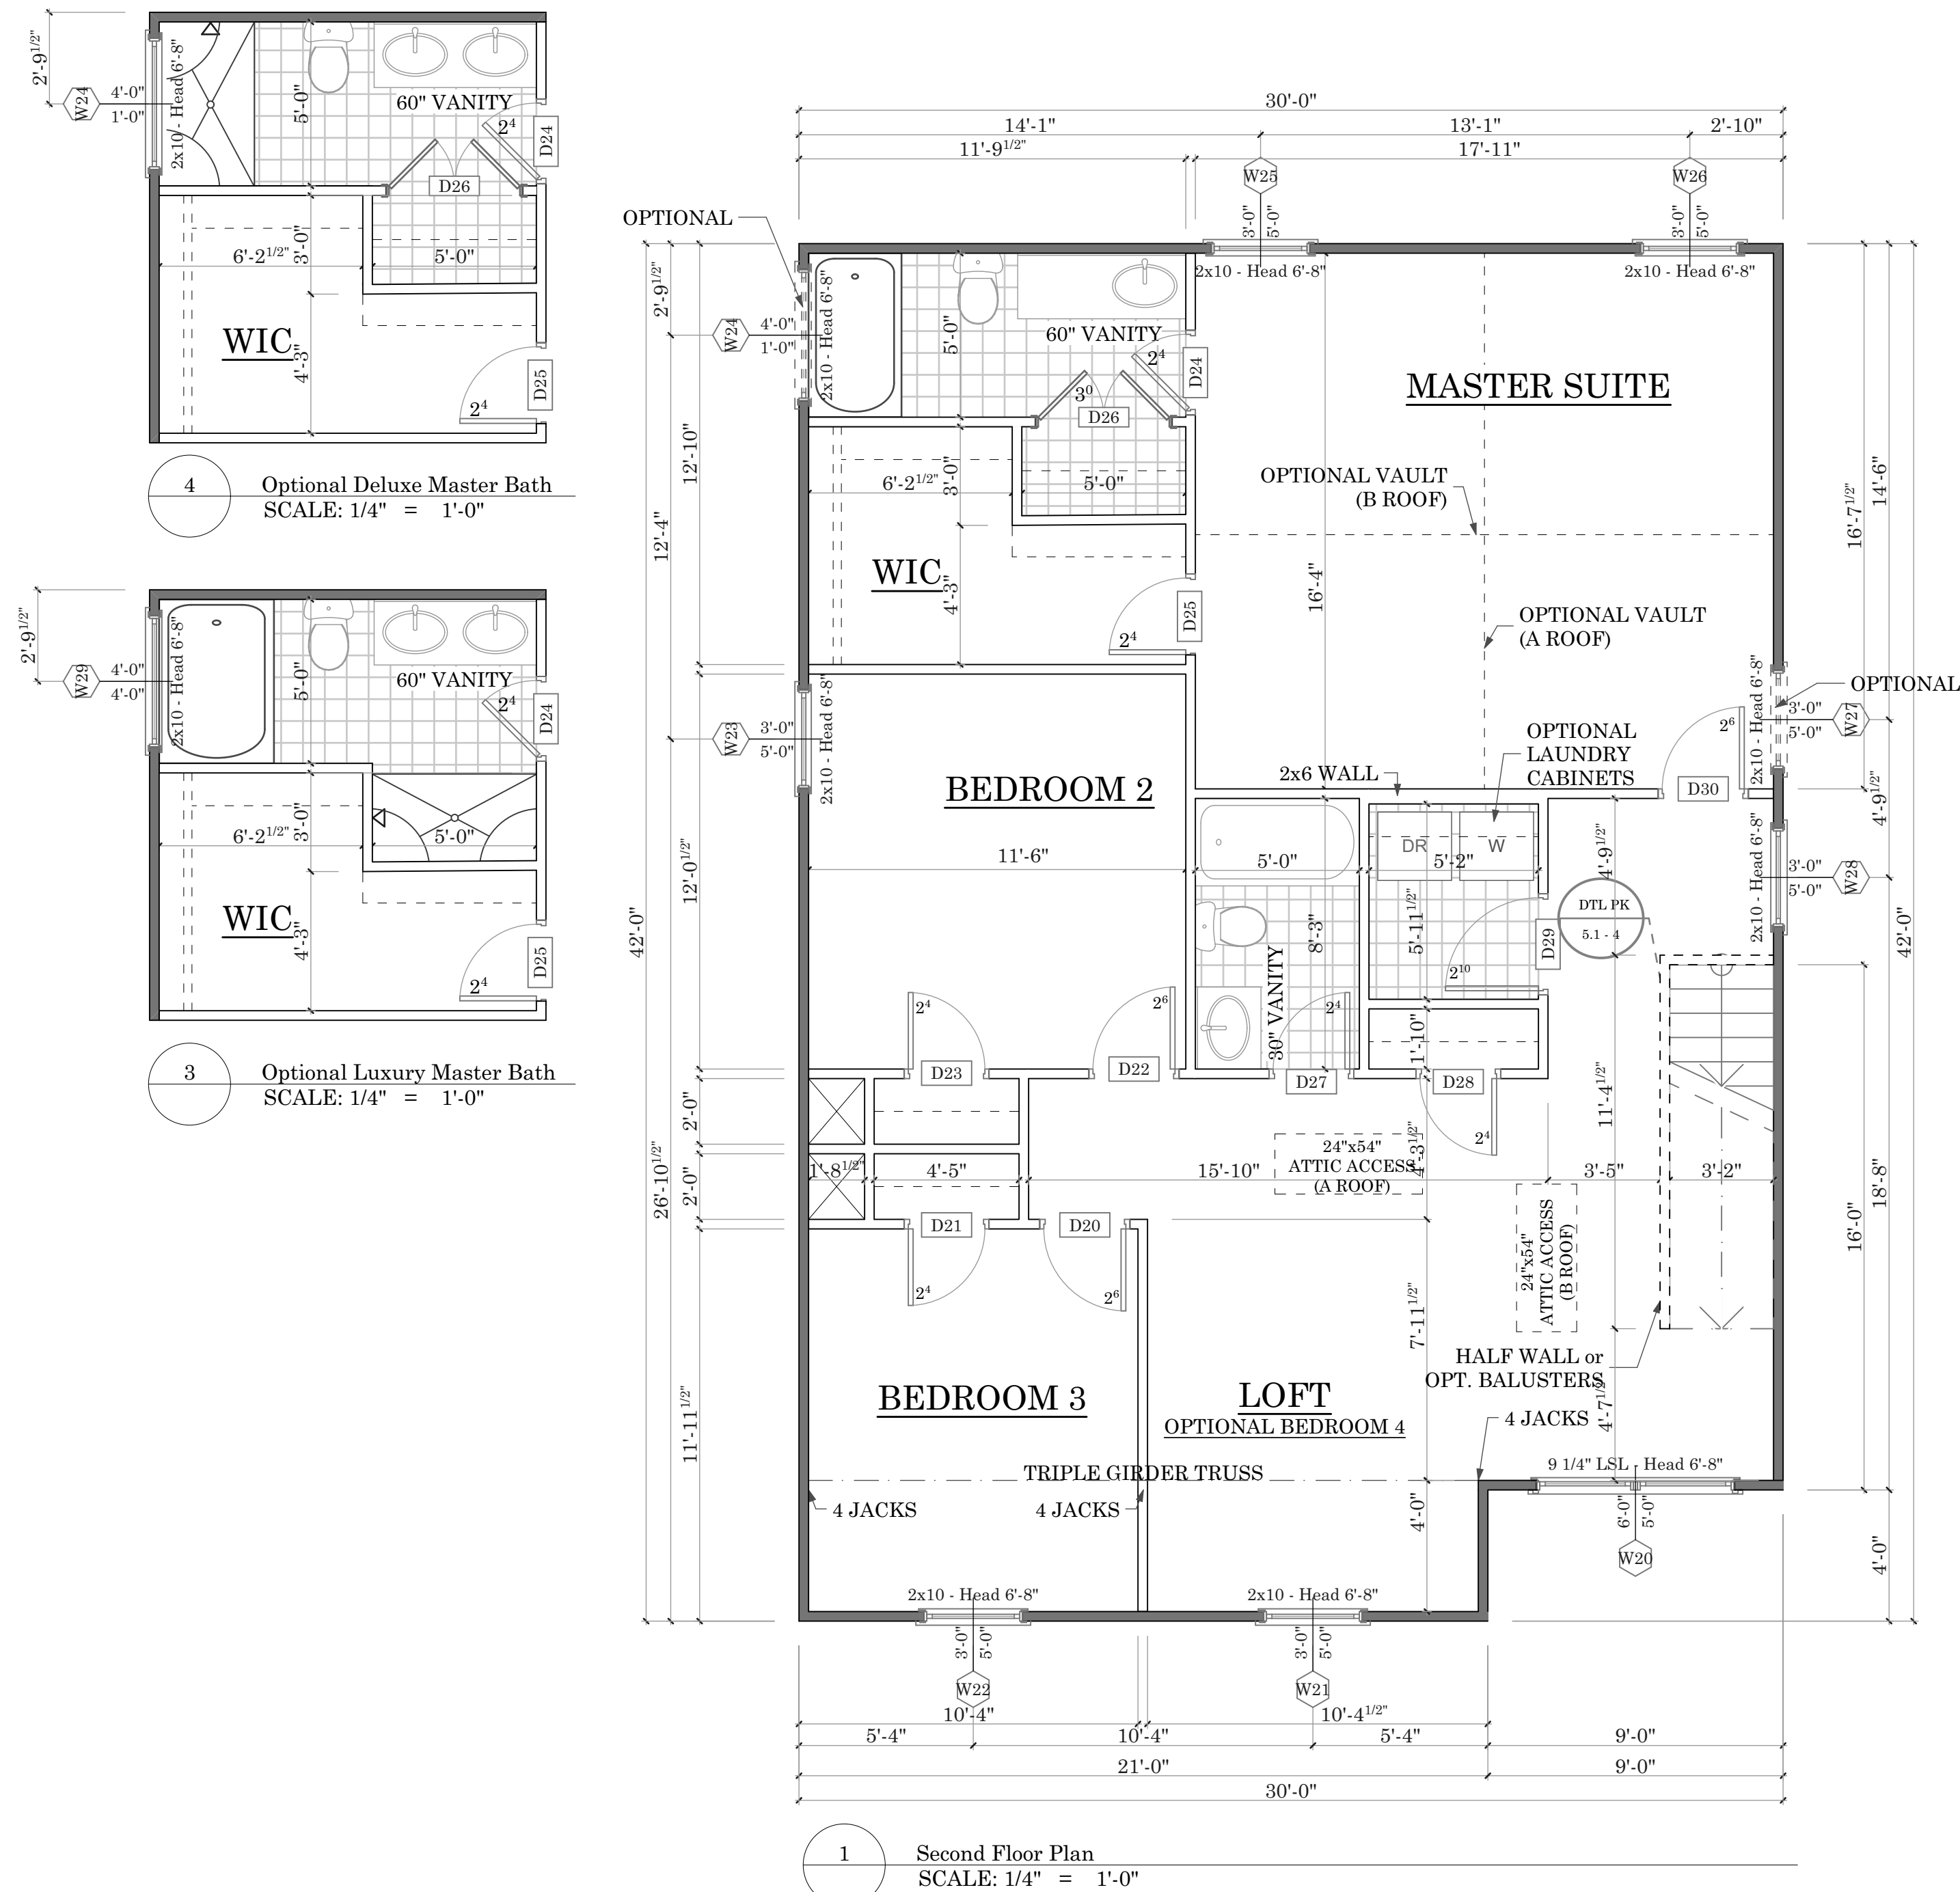 2'-9 1/2"
W24
4'-0"
1'-0"
2x10 - Head 6'-8"
5'-0"
60" VANITY
2 4
D24
D26
6'-2 1/2"
3'-0"
5'-0"
WIC
4'-3"
2 4
D25
4
Optional Deluxe Master Bath
SCALE: 1/4" = 1'-0"
2'-9 1/2"
W29
4'-0"
4'-0"
2x10 - Head 6'-8"
5'-0"
60" VANITY
2 4
D24
6'-2 1/2"
3'-0"
5'-0"
WIC
4'-3"
2 4
D25
3
Optional Luxury Master Bath
SCALE: 1/4" = 1'-0"
30'-0"
14'-1"
13'-1"
2'-10"
11'-9 1/2"
17'-11"
W25
W26
3'-0"
5'-0"
3'-0"
5'-0"
OPTIONAL
2x10 - Head 6'-8"
2x10 - Head 6'-8"
2'-9 1/2"
W24
4'-0"
1'-0"
2x10 - Head 6'-8"
5'-0"
60" VANITY
2 4
D24
3 0
D26
MASTER SUITE
12'-10"
12'-4"
6'-2 1/2"
3'-0"
5'-0"
OPTIONAL VAULT
(B ROOF)
16'-7 1/2"
14'-6"
WIC
4'-3"
2 4
D25
16'-4"
OPTIONAL VAULT
(A ROOF)
OPTIONAL
W23
3'-0"
5'-0"
2x10 - Head 6'-8"
2x10 - Head 6'-8"
3'-0"
5'-0"
W27
2 6
D30
OPTIONAL
LAUNDRY
CABINETS
2x6 WALL
BEDROOM 2
4'-9 1/2"
11'-6"
5'-0"
DR
5'-2"
W
4'-9 1/2"
2x10 - Head 6'-8"
3'-0"
5'-0"
W28
12'-0 1/2"
42'-0"
42'-0"
8'-3"
5'-11 1/2"
DTL PK
5.1 - 4
D29
2 10
30" VANITY
2 4
2 4
2 6
D23
D22
D27
D28
1'-10"
2 4
2'-0"
2'-0"
26'-10 1/2"
1'-8 1/2"
4'-5"
15'-10"
24"x54"
ATTIC ACCESS
(A ROOF)
4'-3 1/2"
11'-4 1/2"
3'-5"
3'-2"
16'-0"
18'-8"
D21
D20
2 4
2 6
24"x54"
ATTIC ACCESS
(B ROOF)
7'-11 1/2"
HALF WALL or
OPT. BALUSTERS
11'-11 1/2"
BEDROOM 3
LOFT
OPTIONAL BEDROOM 4
4'-7 1/2"
4 JACKS
TRIPLE GIRDER TRUSS
9 1/4" LSL - Head 6'-8"
4 JACKS
4 JACKS
4'-0"
6'-0"
5'-0"
W20
4'-0"
2x10 - Head 6'-8"
2x10 - Head 6'-8"
3'-0"
5'-0"
3'-0"
5'-0"
W22
W21
10'-4"
10'-4 1/2"
5'-4"
10'-4"
5'-4"
9'-0"
21'-0"
9'-0"
30'-0"
1
Second Floor Plan
SCALE: 1/4" = 1'-0"